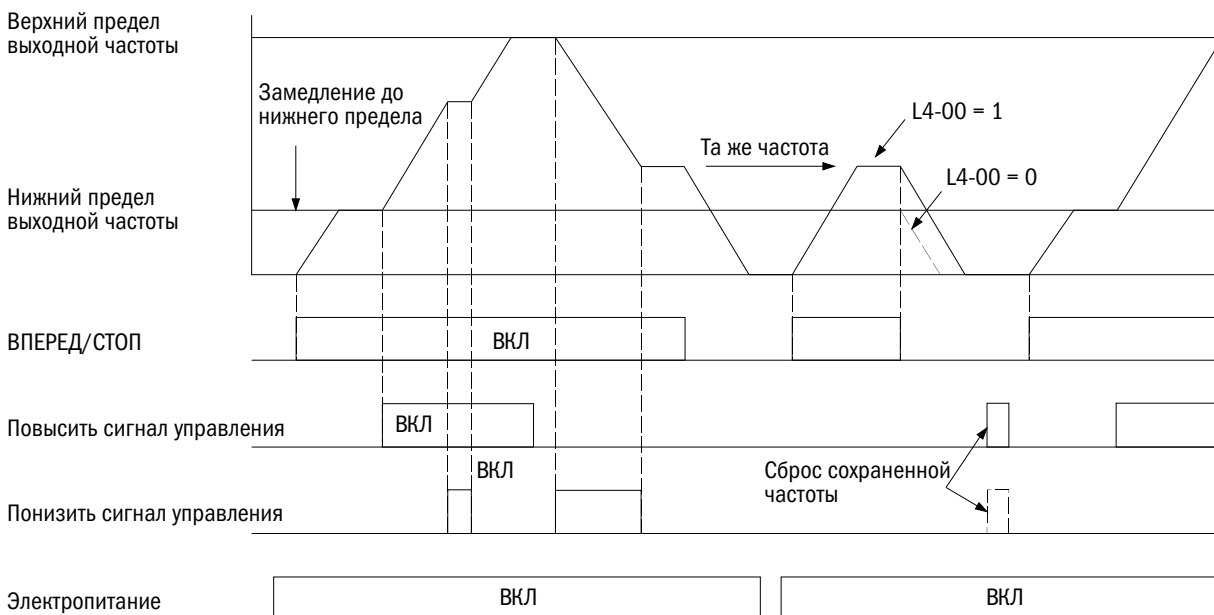 Верхний предел
выходной частоты
Замедление до
нижнего предела
L4-00 = 1
Та же частота
L4-00 = 0
Нижний предел
выходной частоты
ВПЕРЕД/СТОП
ВКЛ
Повысить сигнал управления
ВКЛ
ВКЛ
Сброс сохраненной
частоты
Понизить сигнал управления
Электропитание
ВКЛ
ВКЛ